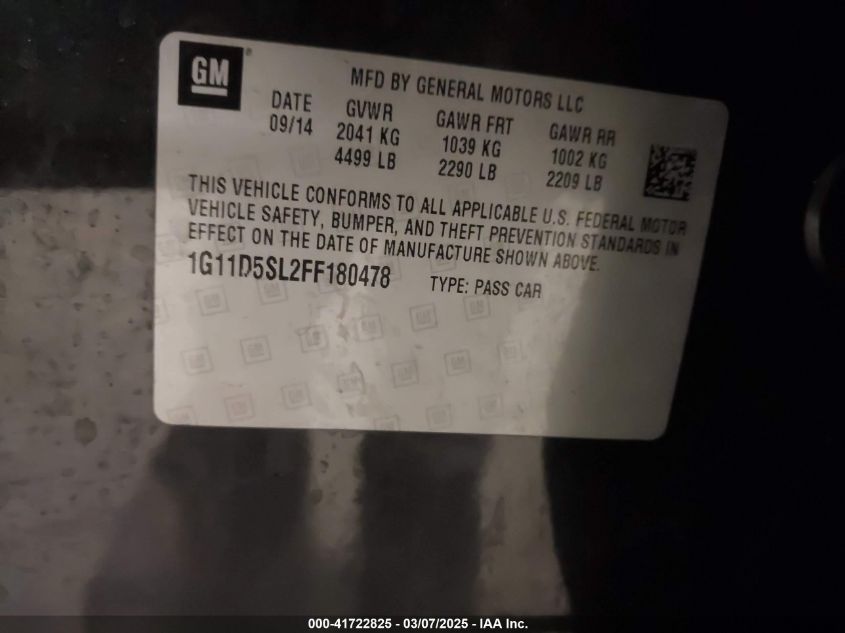 GM®
MFD BY GENERAL MOTORS LLC
DATE GVWR GAWR FRT GAWR RR
09/14 2041 KG 1039 KG 1002 KG
4499 LB 2290 LB 2209 LB
THIS VEHICLE CONFORMS TO ALL APPLICABLE U.S. FEDERAL MOTOR
VEHICLE SAFETY, BUMPER, AND THEFT PREVENTION STANDARDS IN
EFFECT ON THE DATE OF MANUFACTURE SHOWN ABOVE.
1G11D5SL2FF180478 TYPE: PASS CAR
000-41722825 - 03/07/2025 - IAA Inc.